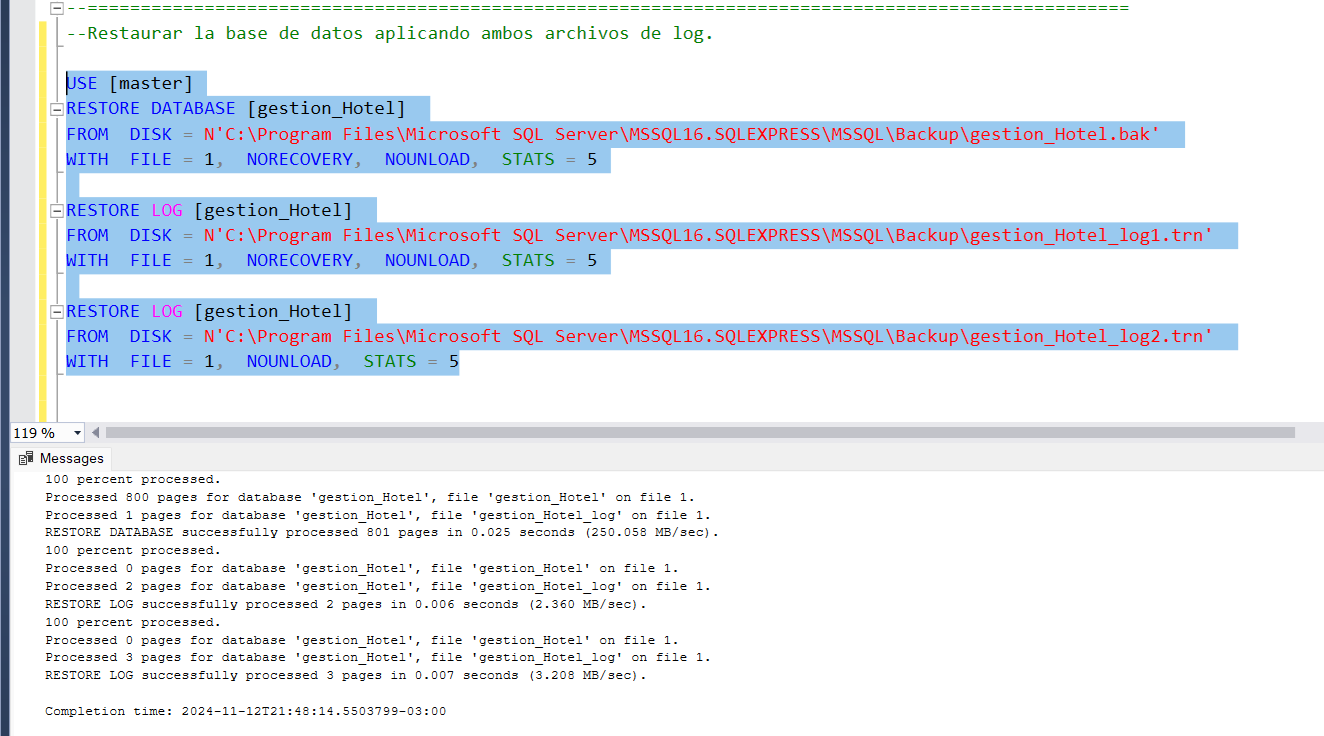 --===================================================================================================
--Restaurar la base de datos aplicando ambos archivos de log.
USE [master]
RESTORE DATABASE [gestion_Hotel]
FROM  DISK = N'C:\Program Files\Microsoft SQL Server\MSSQL16.SQLEXPRESS\MSSQL\Backup\gestion_Hotel.bak'
WITH  FILE = 1,  NORECOVERY,  NOUNLOAD,  STATS = 5
RESTORE LOG [gestion_Hotel]
FROM  DISK = N'C:\Program Files\Microsoft SQL Server\MSSQL16.SQLEXPRESS\MSSQL\Backup\gestion_Hotel_log1.trn'
WITH  FILE = 1,  NORECOVERY,  NOUNLOAD,  STATS = 5
RESTORE LOG [gestion_Hotel]
FROM  DISK = N'C:\Program Files\Microsoft SQL Server\MSSQL16.SQLEXPRESS\MSSQL\Backup\gestion_Hotel_log2.trn'
WITH  FILE = 1,  NOUNLOAD,  STATS = 5
119 %
Messages
100 percent processed.
Processed 800 pages for database 'gestion_Hotel', file 'gestion_Hotel' on file 1.
Processed 1 pages for database 'gestion_Hotel', file 'gestion_Hotel_log' on file 1.
RESTORE DATABASE successfully processed 801 pages in 0.025 seconds (250.058 MB/sec).
100 percent processed.
Processed 0 pages for database 'gestion_Hotel', file 'gestion_Hotel' on file 1.
Processed 2 pages for database 'gestion_Hotel', file 'gestion_Hotel_log' on file 1.
RESTORE LOG successfully processed 2 pages in 0.006 seconds (2.360 MB/sec).
100 percent processed.
Processed 0 pages for database 'gestion_Hotel', file 'gestion_Hotel' on file 1.
Processed 3 pages for database 'gestion_Hotel', file 'gestion_Hotel_log' on file 1.
RESTORE LOG successfully processed 3 pages in 0.007 seconds (3.208 MB/sec).
Completion time: 2024-11-12T21:48:14.5503799-03:00